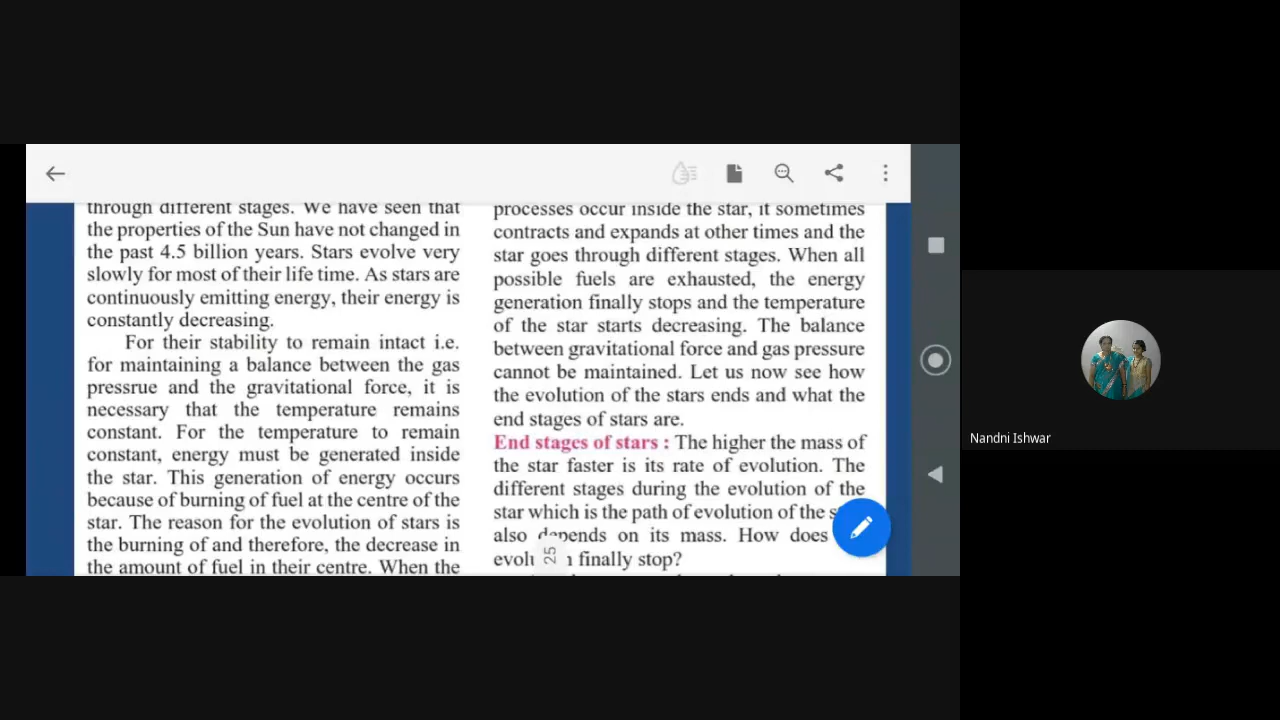 through different stages. We have seen that
the properties of the Sun have not changed in
the past 4.5 billion years. Stars evolve very
slowly for most of their life time. As stars are
continuously emitting energy, their energy is
constantly decreasing.
For their stability to remain intact i.e.
for maintaining a balance between the gas
pressrue and the gravitational force, it is
necessary that the temperature remains
constant. For the temperature to remain
constant, energy must be generated inside
the star. This generation of energy occurs
because of burning of fuel at the centre of the
star. The reason for the evolution of stars is
the burning of and therefore, the decrease in
the amount of fuel in their centre. When the
processes occur inside the star, it sometimes
contracts and expands at other times and the
star goes through different stages. When all
possible fuels are exhausted, the energy
generation finally stops and the temperature
of the star starts decreasing. The balance
between gravitational force and gas pressure
cannot be maintained. Let us now see how
the evolution of the stars ends and what the
end stages of stars are.
End stages of stars : The higher the mass of
the star faster is its rate of evolution. The
different stages during the evolution of the
star which is the path of evolution of the
also depends on its mass. How does
finally stop?
25
Nandni Ishwar